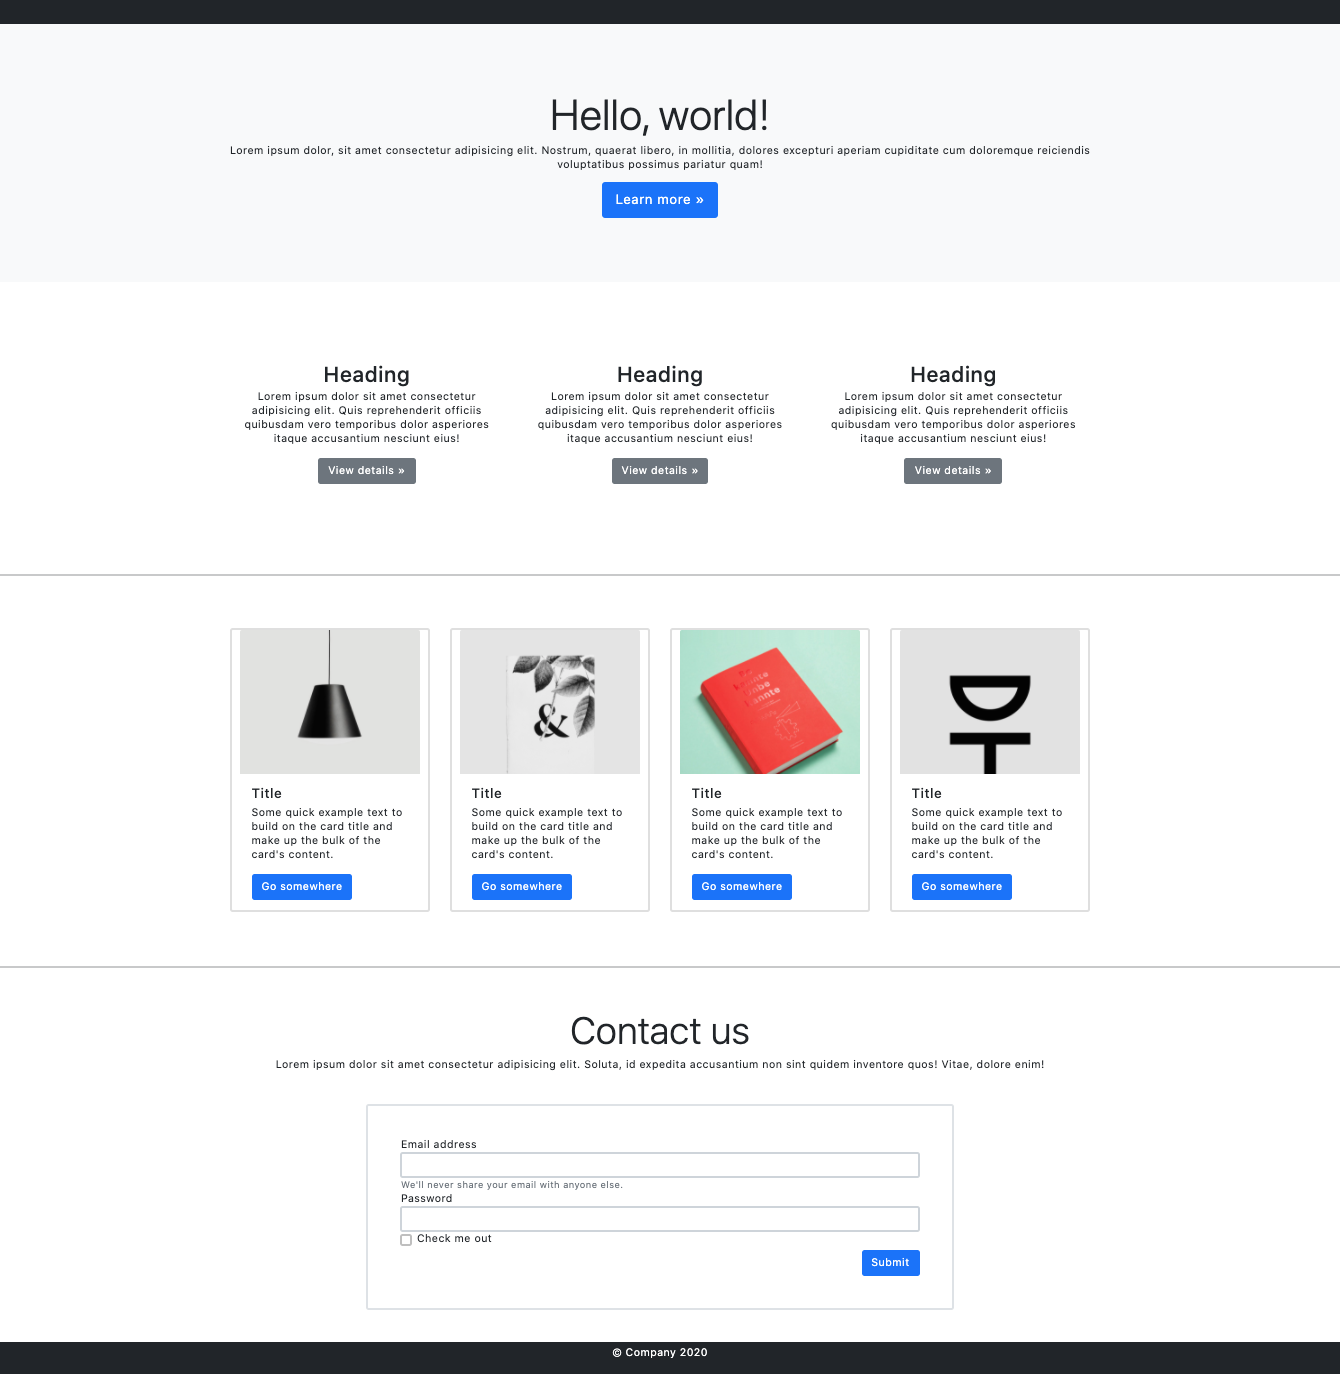 Hello, world!
Lorem ipsum dolor, sit amet consectetur adipisicing elit. Nostrum, quaerat libero, in mollitia, dolores excepturi aperiam cupiditate cum doloremque reiciendis
voluptatibus possimus pariatur quam!
Learn more »
Heading
Lorem ipsum dolor sit amet consectetur
adipisicing elit. Quis reprehenderit officiis
quibusdam vero temporibus dolor asperiores
itaque accusantium nesciunt eius!
View details »
Heading
Lorem ipsum dolor sit amet consectetur
adipisicing elit. Quis reprehenderit officiis
quibusdam vero temporibus dolor asperiores
itaque accusantium nesciunt eius!
View details »
Heading
Lorem ipsum dolor sit amet consectetur
adipisicing elit. Quis reprehenderit officiis
quibusdam vero temporibus dolor asperiores
itaque accusantium nesciunt eius!
View details »
Title
Some quick example text to
build on the card title and
make up the bulk of the
card's content.
Go somewhere
&
Title
Some quick example text to
build on the card title and
make up the bulk of the
card's content.
Go somewhere
Title
Some quick example text to
build on the card title and
make up the bulk of the
card's content.
Go somewhere
Title
Some quick example text to
build on the card title and
make up the bulk of the
card's content.
Go somewhere
Contact us
Lorem ipsum dolor sit amet consectetur adipisicing elit. Soluta, id expedita accusantium non sint quidem inventore quos! Vitae, dolore enim!
Email address
We'll never share your email with anyone else.
Password
Check me out
Submit
© Company 2020